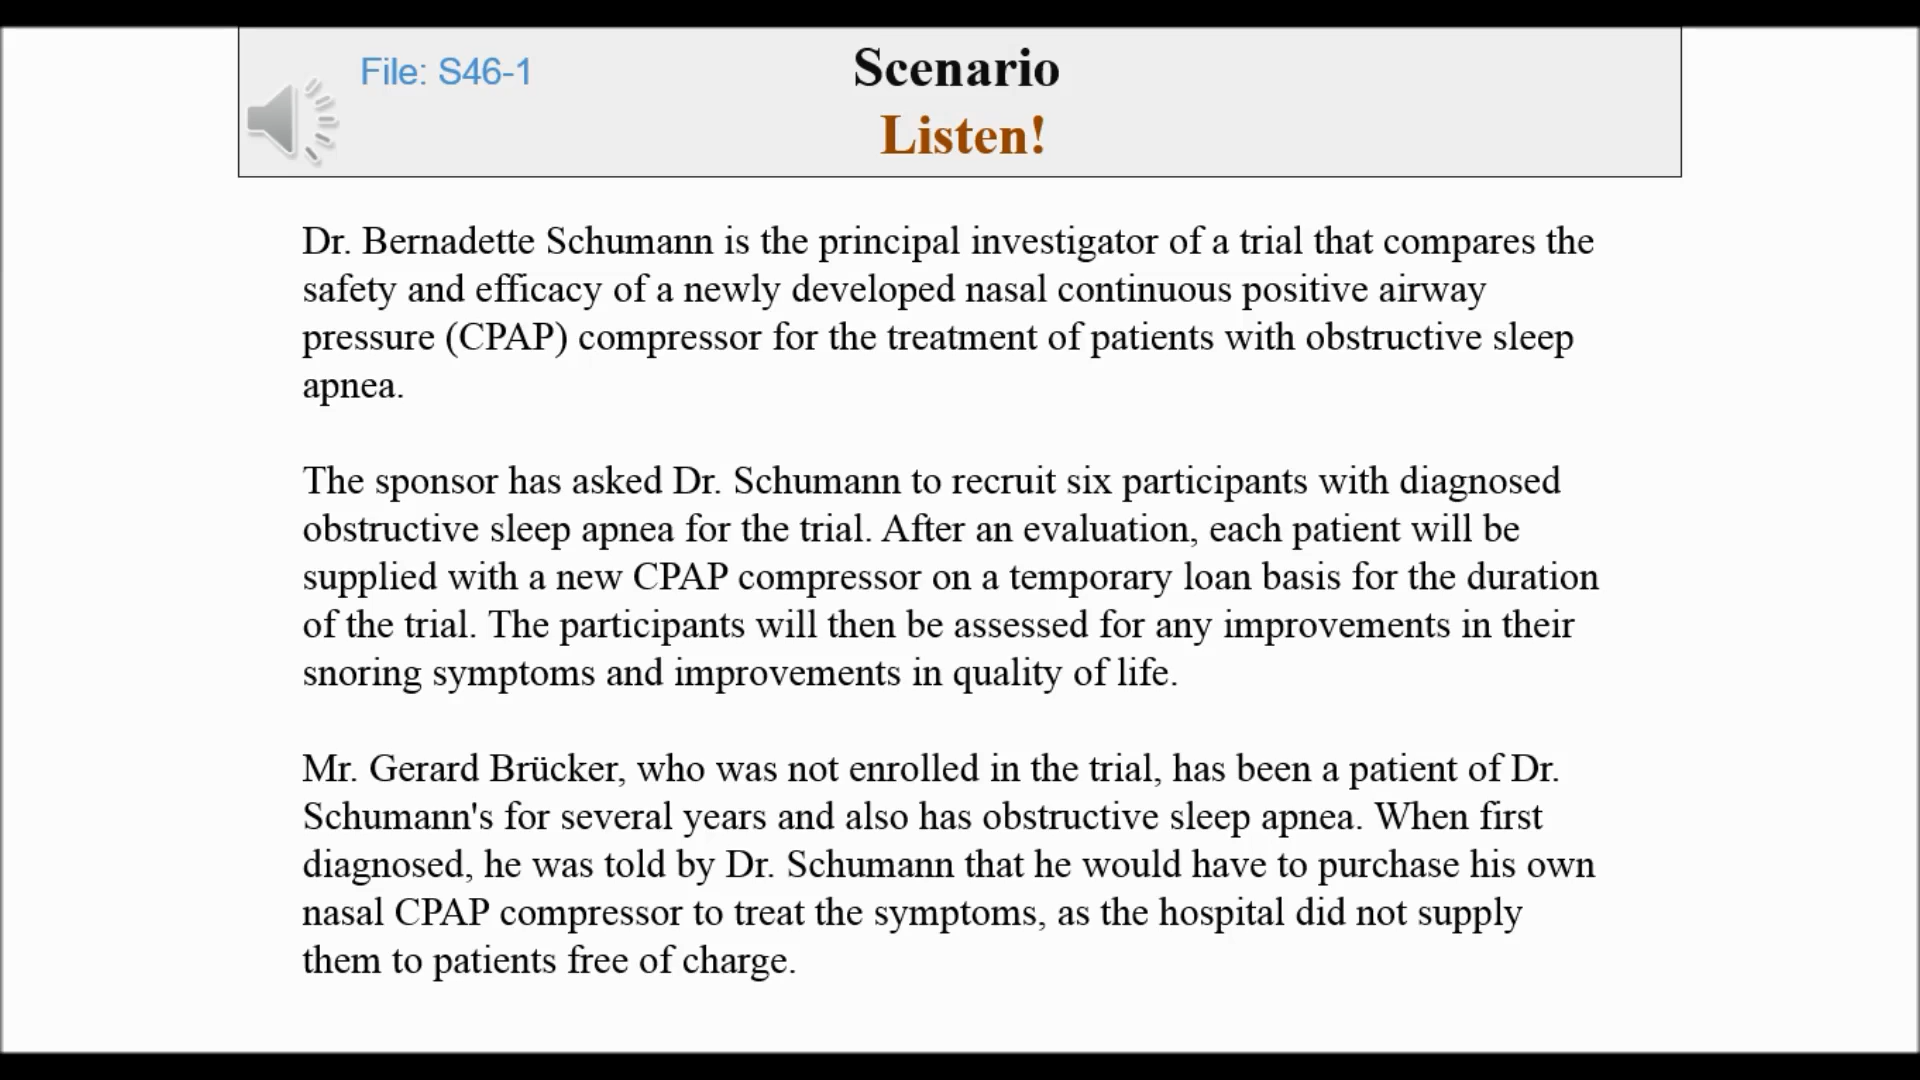 File: S46-1
Scenario
Listen!
Dr. Bernadette Schumann is the principal investigator of a trial that compares the
safety and efficacy of a newly developed nasal continuous positive airway
pressure (CPAP) compressor for the treatment of patients with obstructive sleep
apnea.
The sponsor has asked Dr. Schumann to recruit six participants with diagnosed
obstructive sleep apnea for the trial. After an evaluation, each patient will be
supplied with a new CPAP compressor on a temporary loan basis for the duration
of the trial. The participants will then be assessed for any improvements in their
snoring symptoms and improvements in quality of life.
Mr. Gerard Brücker, who was not enrolled in the trial, has been a patient of Dr.
Schumann's for several years and also has obstructive sleep apnea. When first
diagnosed, he was told by Dr. Schumann that he would have to purchase his own
nasal CPAP compressor to treat the symptoms, as the hospital did not supply
them to patients free of charge.